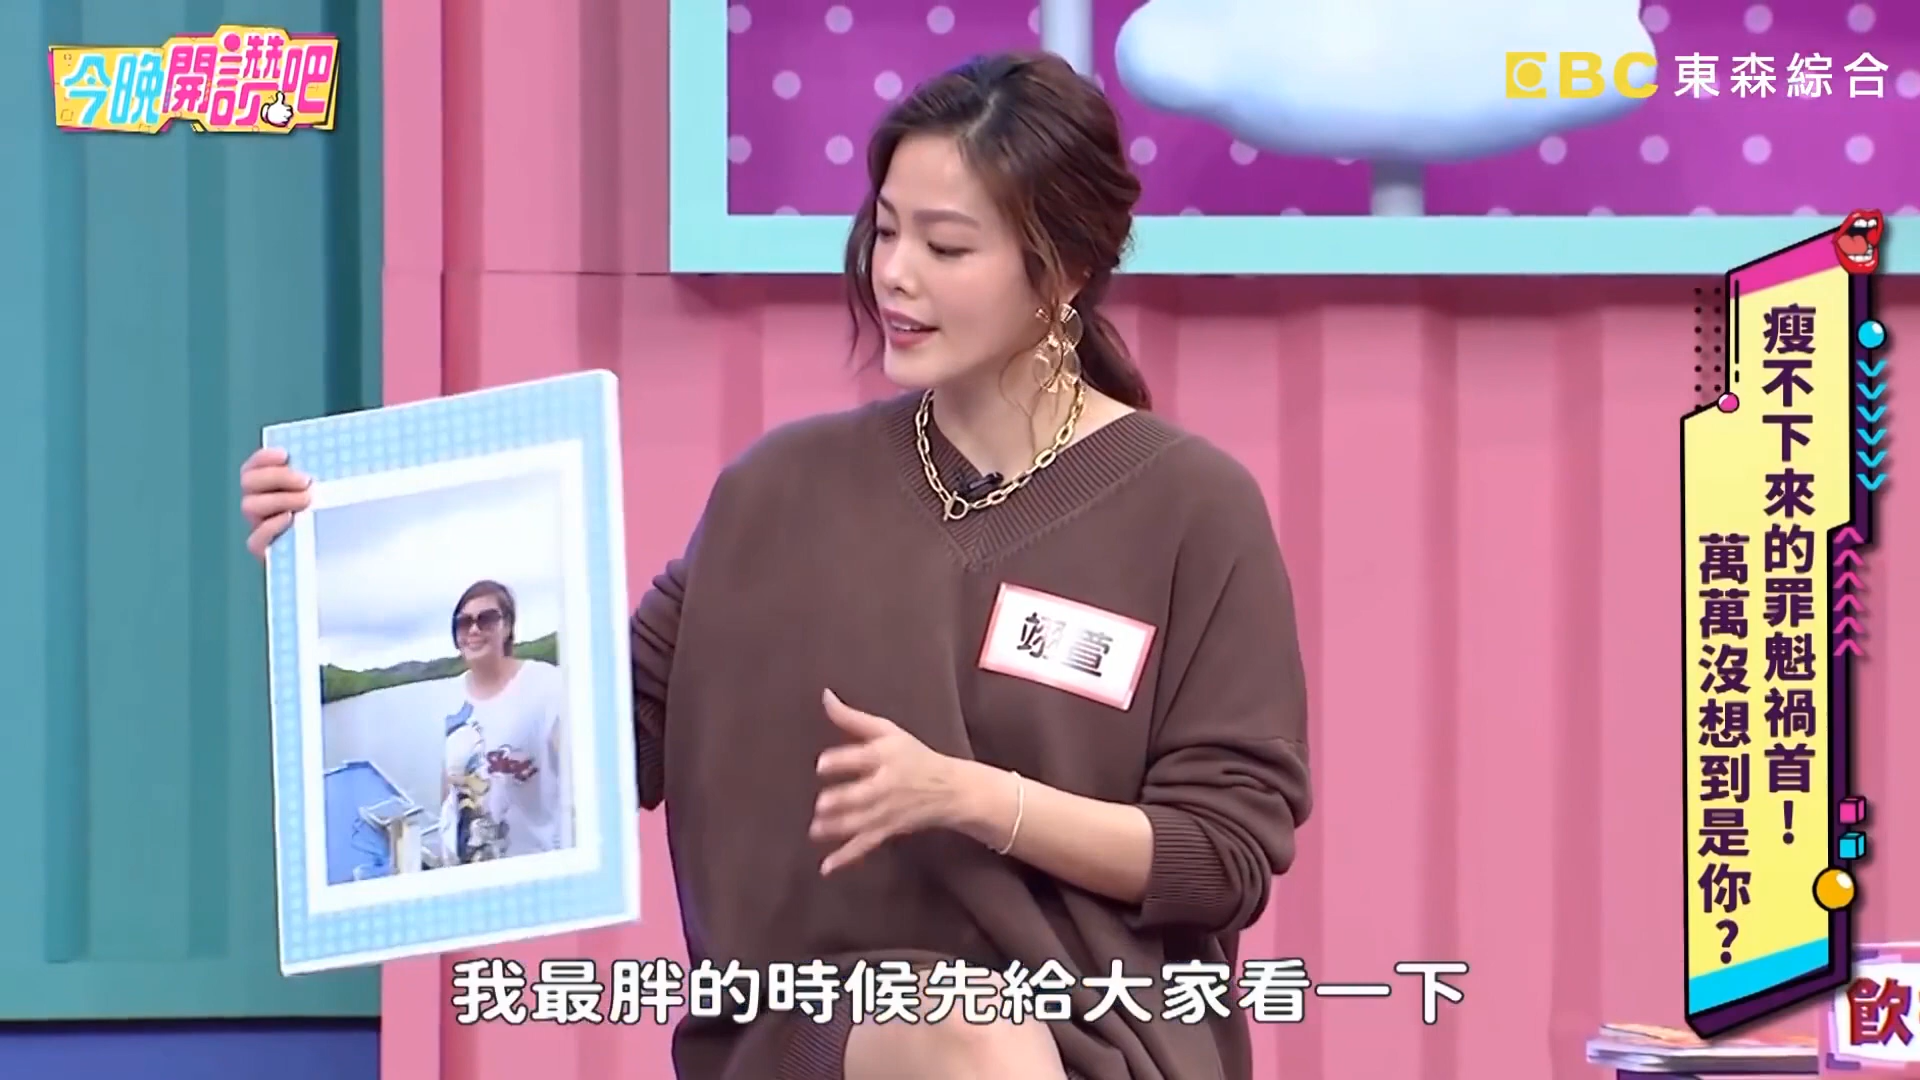 今晚開讚吧
EBC 東森綜合
瘦不下來的罪魁禍首！
萬萬沒想到是你？
翊萱
Shot!
飲
我最胖的時候先給大家看一下